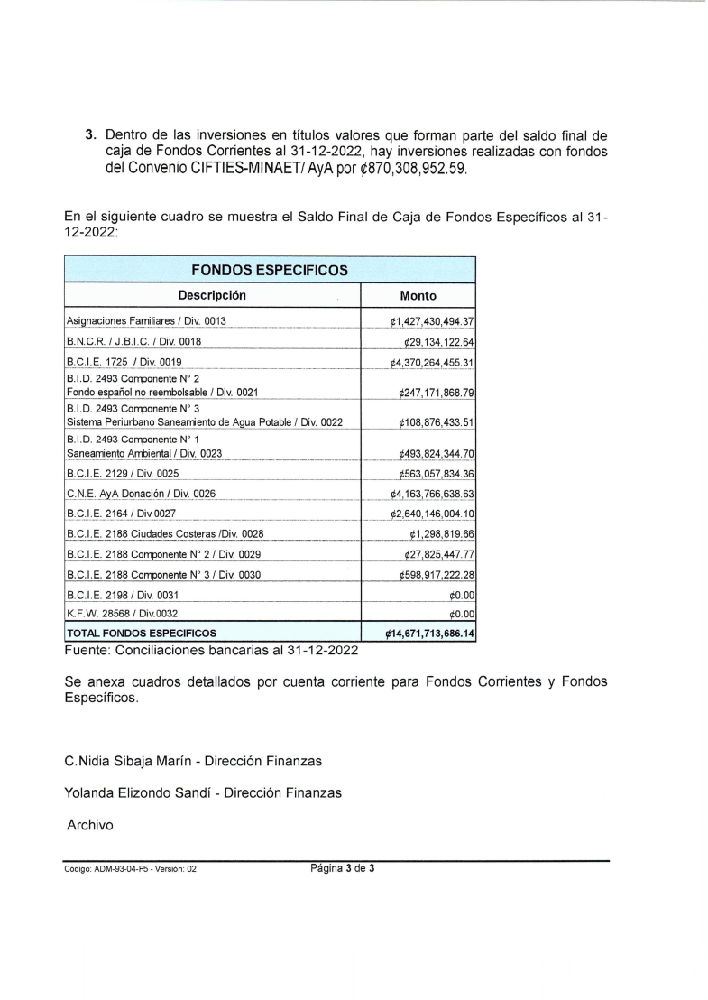 3. Dentro de las inversiones en títulos valores que forman parte del saldo final de
caja de Fondos Corrientes al 31-12-2022, hay inversiones realizadas con fondos
del Convenio CIFTIES-MINAET/ AyA por ₡870,308,952.59.
En el siguiente cuadro se muestra el Saldo Final de Caja de Fondos Específicos al 31-
12-2022:
FONDOS ESPECIFICOS
Descripción Monto
Asignaciones Familiares / Div. 0013 ₡1,427,430,494.37
B.N.C.R. / J.B.I.C. / Div. 0018 ₡29,134,122.64
B.C.I.E. 1725 / Div. 0019 ₡4,370,264,455.31
B.I.D. 2493 Componente N° 2
Fondo español no reembolsable / Div. 0021 ₡247,171,868.79
B.I.D. 2493 Componente N° 3
Sistema Periurbano Saneamiento de Agua Potable / Div. 0022 ₡108,876,433.51
B.I.D. 2493 Componente N° 1
Saneamiento Ambiental / Div. 0023 ₡493,824,344.70
B.C.I.E. 2129 / Div. 0025 ₡563,057,834.36
C.N.E. AyA Donación / Div. 0026 ₡4,163,766,638.63
B.C.I.E. 2164 / Div 0027 ₡2,640,146,004.10
B.C.I.E. 2188 Ciudades Costeras /Div. 0028 ₡1,298,819.66
B.C.I.E. 2188 Componente N° 2 / Div. 0029 ₡27,825,447.77
B.C.I.E. 2188 Componente N° 3 / Div. 0030 ₡598,917,222.28
B.C.I.E. 2198 / Div. 0031 ₡0.00
K.F.W. 28568 / Div.0032 ₡0.00
TOTAL FONDOS ESPECIFICOS ₡14,671,713,686.14
Fuente: Conciliaciones bancarias al 31-12-2022
Se anexa cuadros detallados por cuenta corriente para Fondos Corrientes y Fondos
Específicos.
C.Nidia Sibaja Marín - Dirección Finanzas
Yolanda Elizondo Sandí - Dirección Finanzas
Archivo
Código: ADM-93-04-F5 - Versión: 02 Página 3 de 3